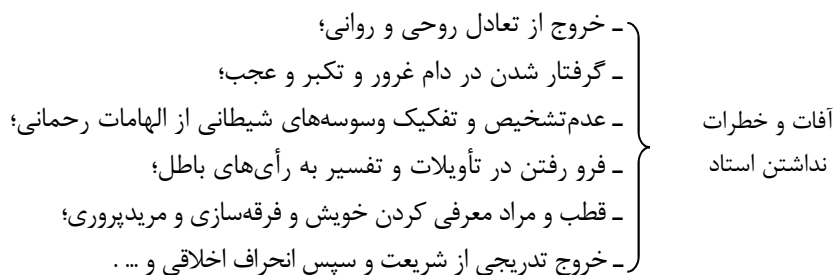 آفات و خطرات
نداشتن استاد
ـ خروج از تعادل روحی و روانی؛
ـ گرفتار شدن در دام غرور و تکبر و عجب؛
ـ عدم‌تشخیص و تفکیک وسوسه‌های شیطانی از الهامات رحمانی؛
ـ فرو رفتن در تأویلات و تفسیر به رأی‌های باطل؛
ـ قطب و مراد معرفی کردن خویش و فرقه‌سازی و مریدپروری؛
ـ خروج تدریجی از شریعت و سپس انحراف اخلاقی و ... .